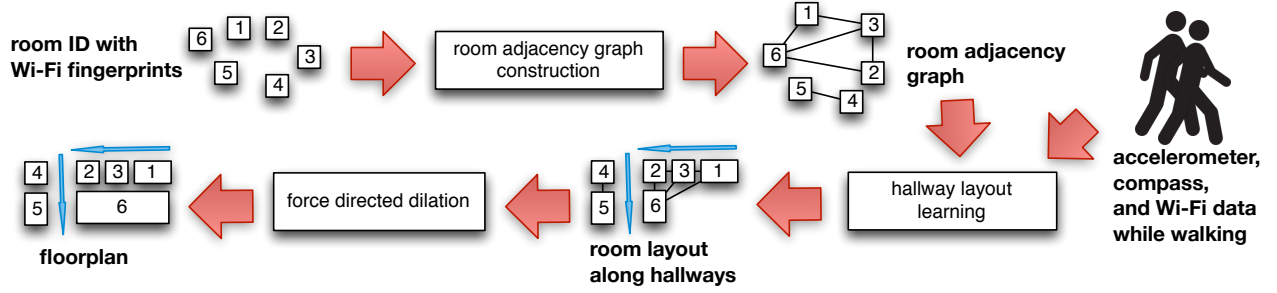 room ID with
Wi-Fi fingerprints
6
1
2
3
5
4
room adjacency graph
construction
1
3
6
2
5
4
room adjacency
graph
accelerometer,
compass,
and Wi-Fi data
while walking
hallway layout
learning
4
2
3
1
5
6
room layout
along hallways
force directed dilation
4
2
3
1
5
6
floorplan